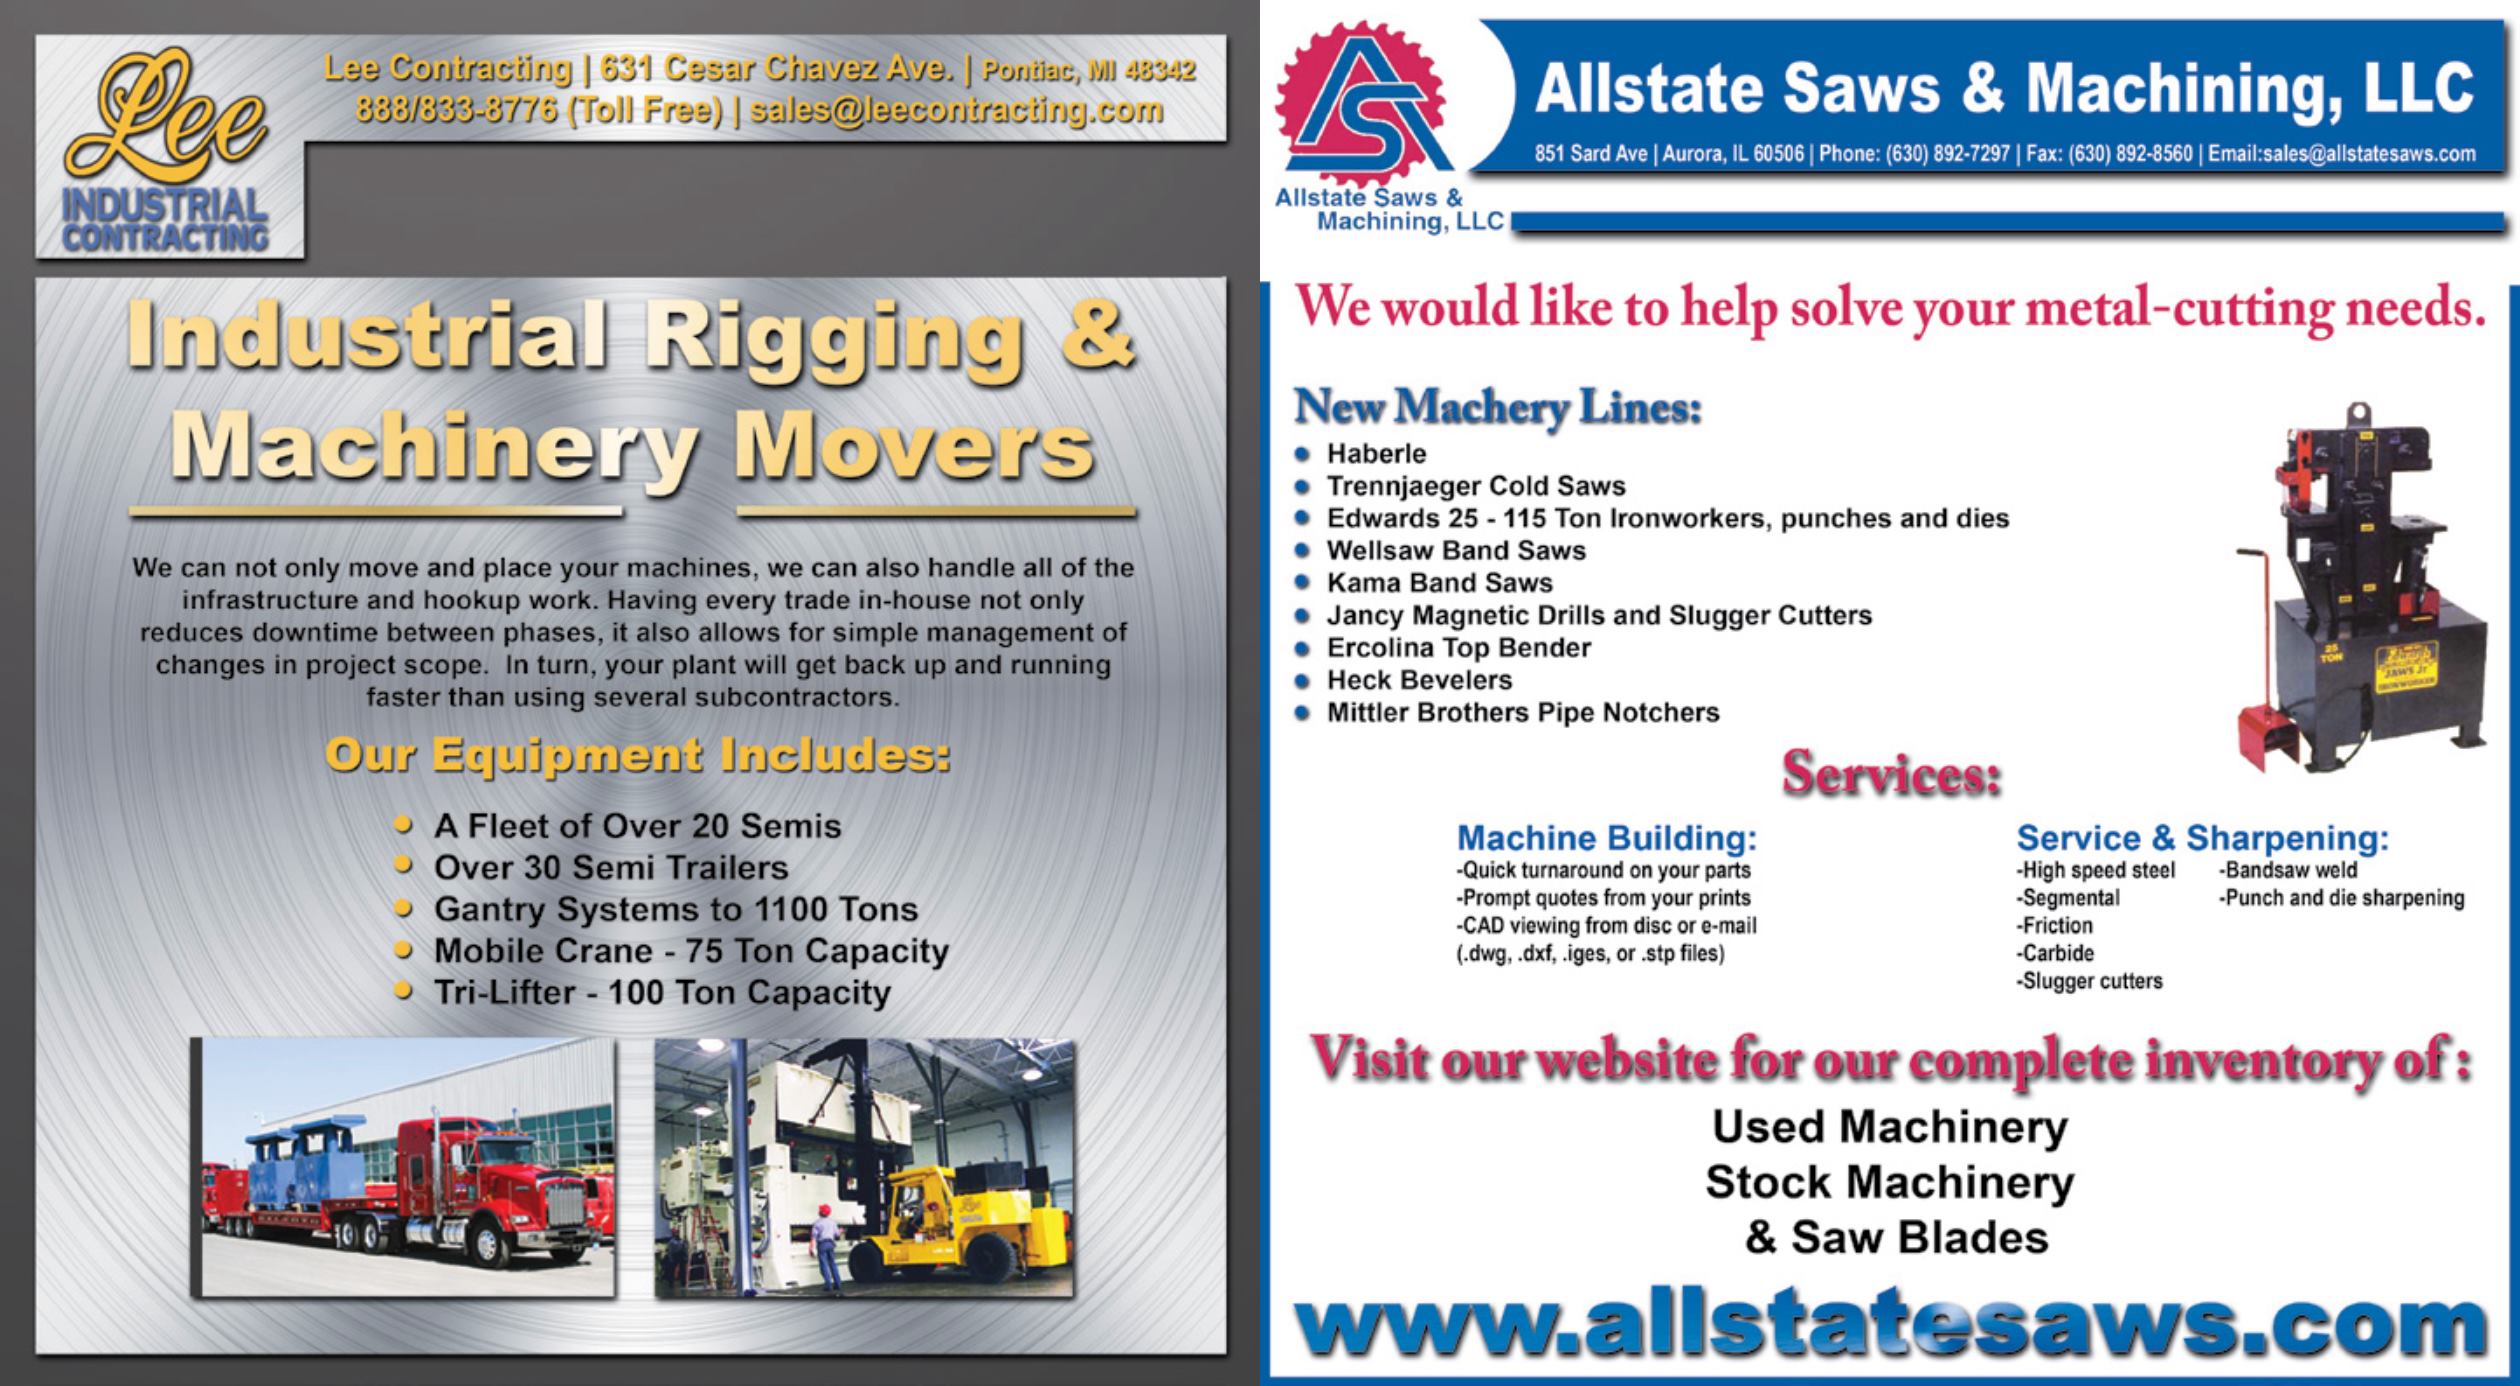 Lee
INDUSTRIAL
CONTRACTING
Lee Contracting | 631 Cesar Chavez Ave. | Pontiac, MI 48342
888/833-8776 (Toll Free) | sales@leecontracting.com
Industrial Rigging &
Machinery Movers
We can not only move and place your machines, we can also handle all of the
infrastructure and hookup work. Having every trade in-house not only
reduces downtime between phases, it also allows for simple management of
changes in project scope. In turn, your plant will get back up and running
faster than using several subcontractors.
Our Equipment Includes:
A Fleet of Over 20 Semis
Over 30 Semi Trailers
Gantry Systems to 1100 Tons
Mobile Crane - 75 Ton Capacity
Tri-Lifter - 100 Ton Capacity
Allstate Saws &
Machining, LLC
Allstate Saws & Machining, LLC
851 Sard Ave | Aurora, IL 60506 | Phone: (630) 892-7297 | Fax: (630) 892-8560 | Email:sales@allstatesaws.com
We would like to help solve your metal-cutting needs.
New Machery Lines:
Haberle
Trennjaeger Cold Saws
Edwards 25 - 115 Ton Ironworkers, punches and dies
Wellsaw Band Saws
Kama Band Saws
Jancy Magnetic Drills and Slugger Cutters
Ercolina Top Bender
Heck Bevelers
Mittler Brothers Pipe Notchers
25
TON
Edwards
JAWS Jr
IRONWORKER
Services:
Machine Building:
-Quick turnaround on your parts
-Prompt quotes from your prints
-CAD viewing from disc or e-mail
(.dwg, .dxf, .iges, or .stp files)
Service & Sharpening:
-High speed steel
-Segmental
-Friction
-Carbide
-Slugger cutters
-Bandsaw weld
-Punch and die sharpening
Visit our website for our complete inventory of :
Used Machinery
Stock Machinery
& Saw Blades
www.allstatesaws.com